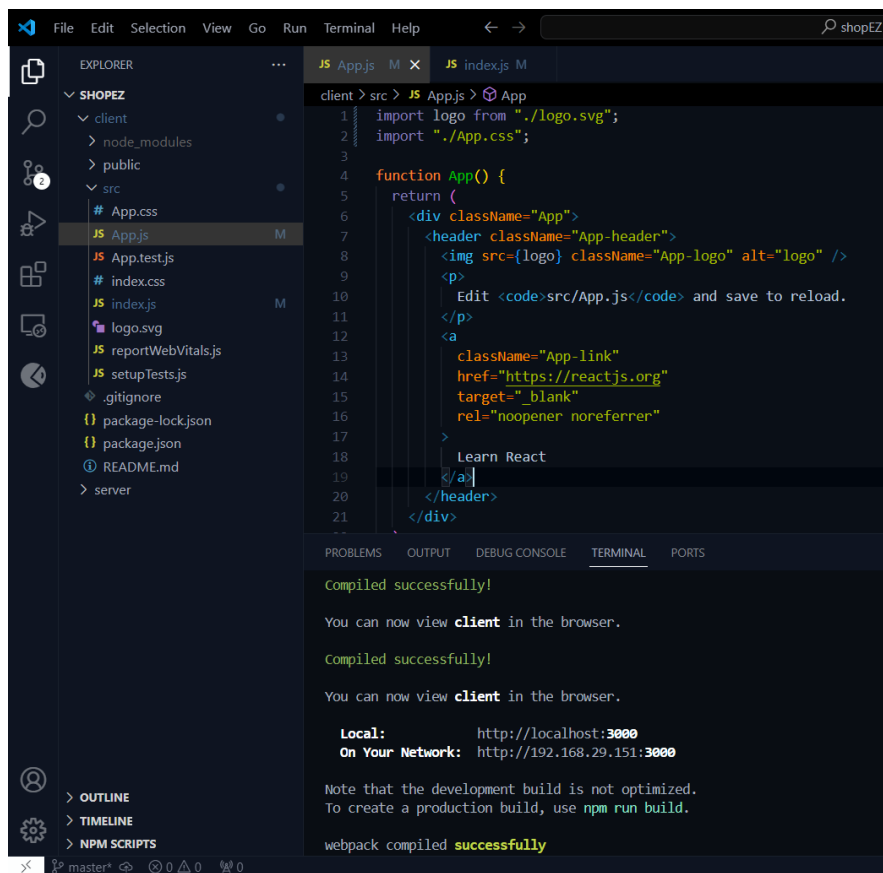 File Edit Selection View Go Run Terminal Help
shopEZ
EXPLORER
SHOPEZ
client
node_modules
public
src
# App.css
JS App.js M
JS App.test.js
# index.css
JS index.js M
logo.svg
JS reportWebVitals.js
JS setupTests.js
.gitignore
{} package-lock.json
{} package.json
README.md
server
OUTLINE
TIMELINE
NPM SCRIPTS
2
JS App.js M
JS index.js M
client > src > JS App.js > App
1 import logo from "./logo.svg";
2 import "./App.css";
3
4 function App() {
5 return (
6 <div className="App">
7 <header className="App-header">
8 <img src={logo} className="App-logo" alt="logo" />
9 <p>
10 Edit <code>src/App.js</code> and save to reload.
11 </p>
12 <a
13 className="App-link"
14 href="https://reactjs.org"
15 target="_blank"
16 rel="noopener noreferrer"
17 >
18 Learn React
19 </a>
20 </header>
21 </div>
PROBLEMS OUTPUT DEBUG CONSOLE TERMINAL PORTS
Compiled successfully!
You can now view client in the browser.
Compiled successfully!
You can now view client in the browser.
Local: http://localhost:3000
On Your Network: http://192.168.29.151:3000
Note that the development build is not optimized.
To create a production build, use npm run build.
webpack compiled successfully
master* 0 0 0